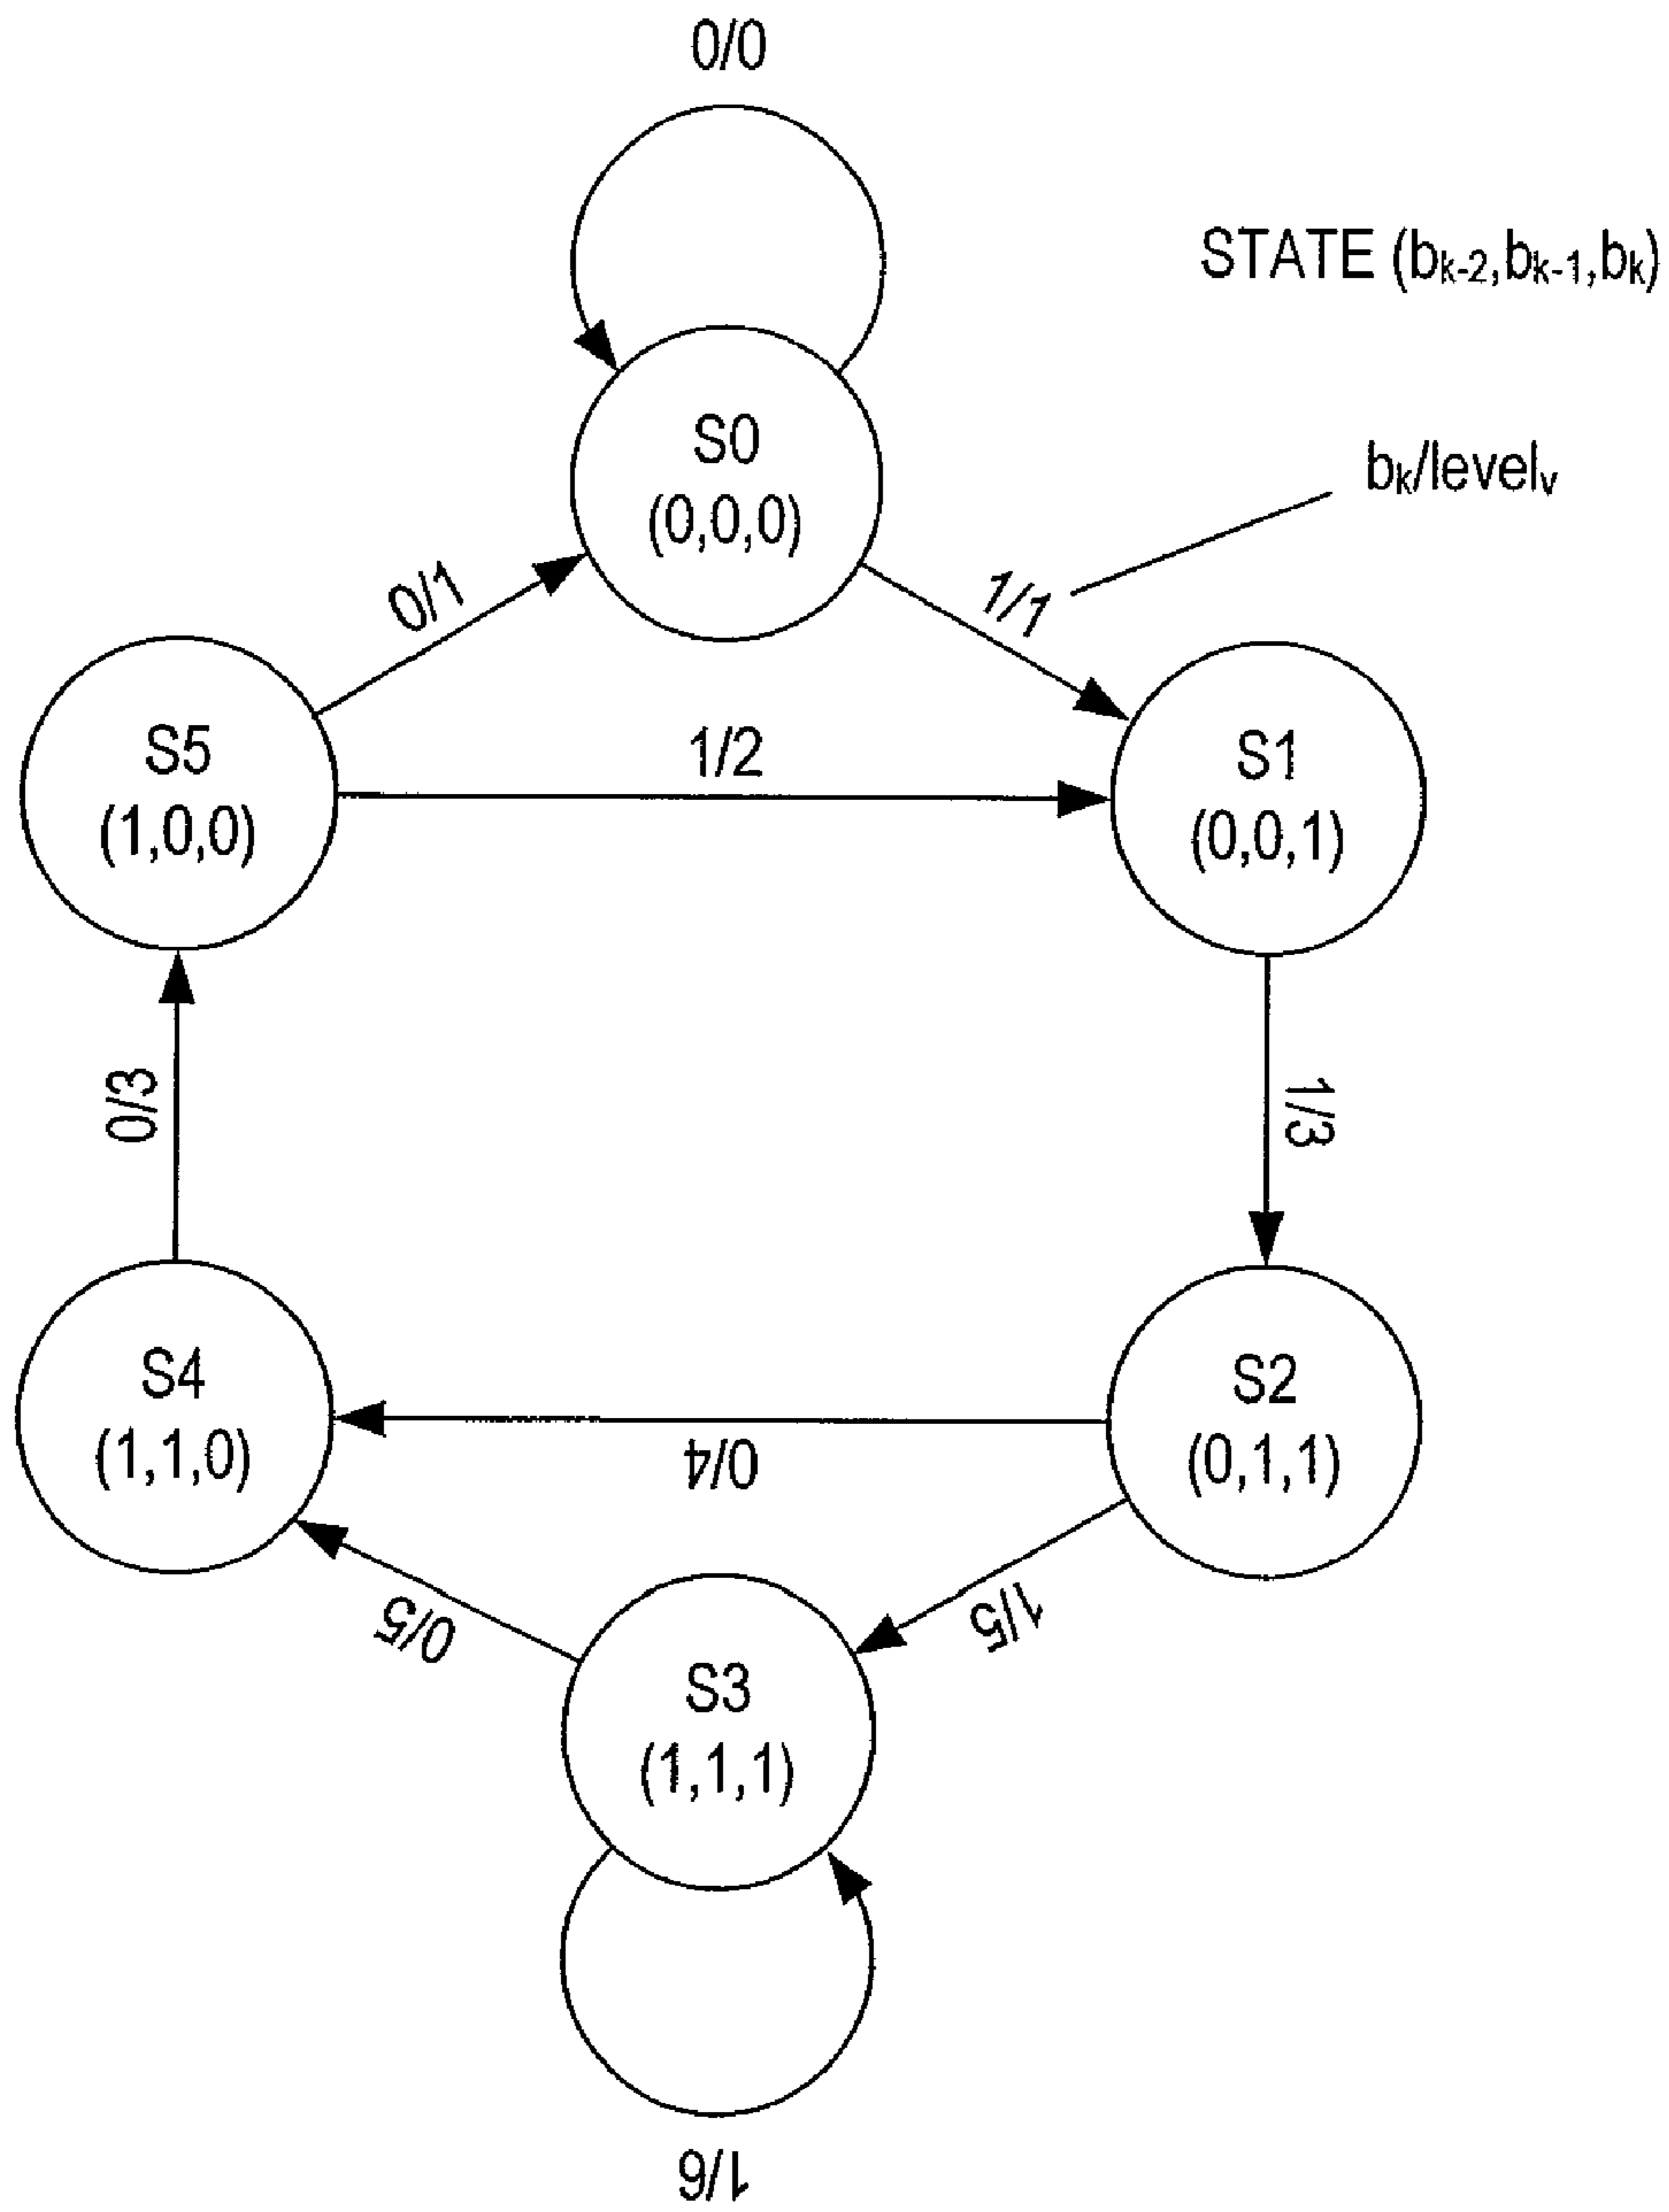 0/0
STATE (bk-2,bk-1,bk)
S0
(0,0,0)
bk/levelv
0/1
1/1
S5
(1,0,0)
1/2
S1
(0,0,1)
0/3
1/3
S4
(1,1,0)
0/4
S2
(0,1,1)
0/5
1/5
S3
(1,1,1)
1/6